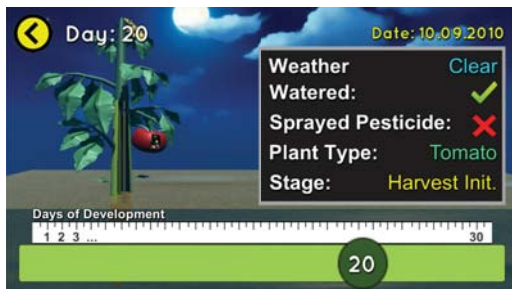 Day: 20
Date: 10.09.2010
Weather Clear
Watered:
Sprayed Pesticide:
Plant Type: Tomato
Stage: Harvest Init.
Days of Development
1 2 3 ... 30
20